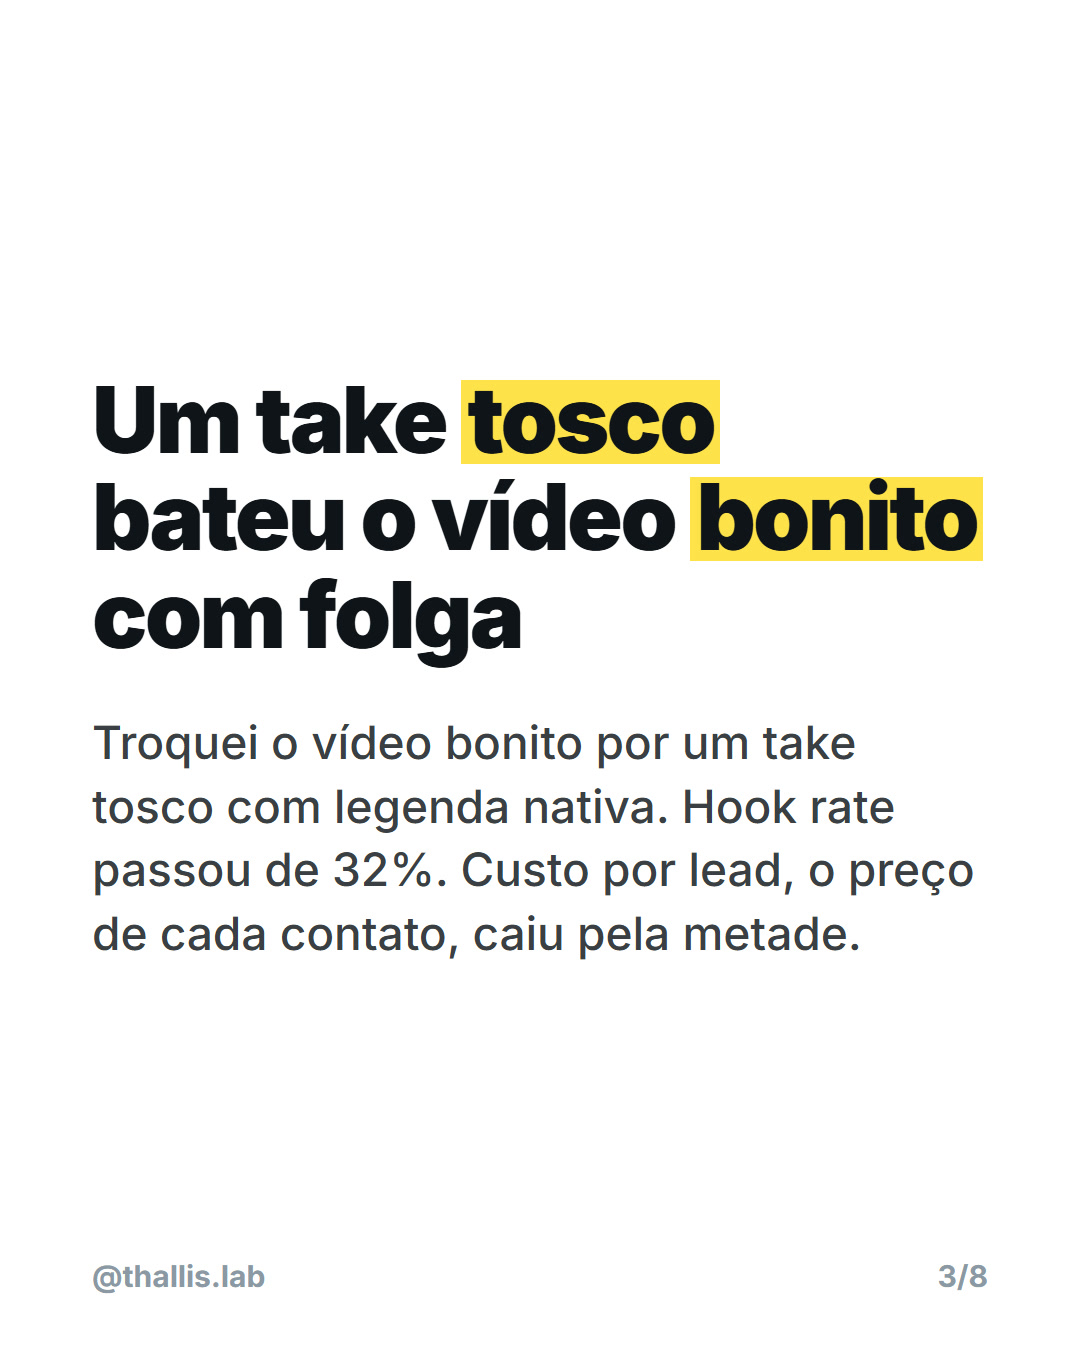 Um take tosco
bateu o vídeo bonito
com folga
Troquei o vídeo bonito por um take
tosco com legenda nativa. Hook rate
passou de 32%. Custo por lead, o preço
de cada contato, caiu pela metade.
@thallis.lab
3/8